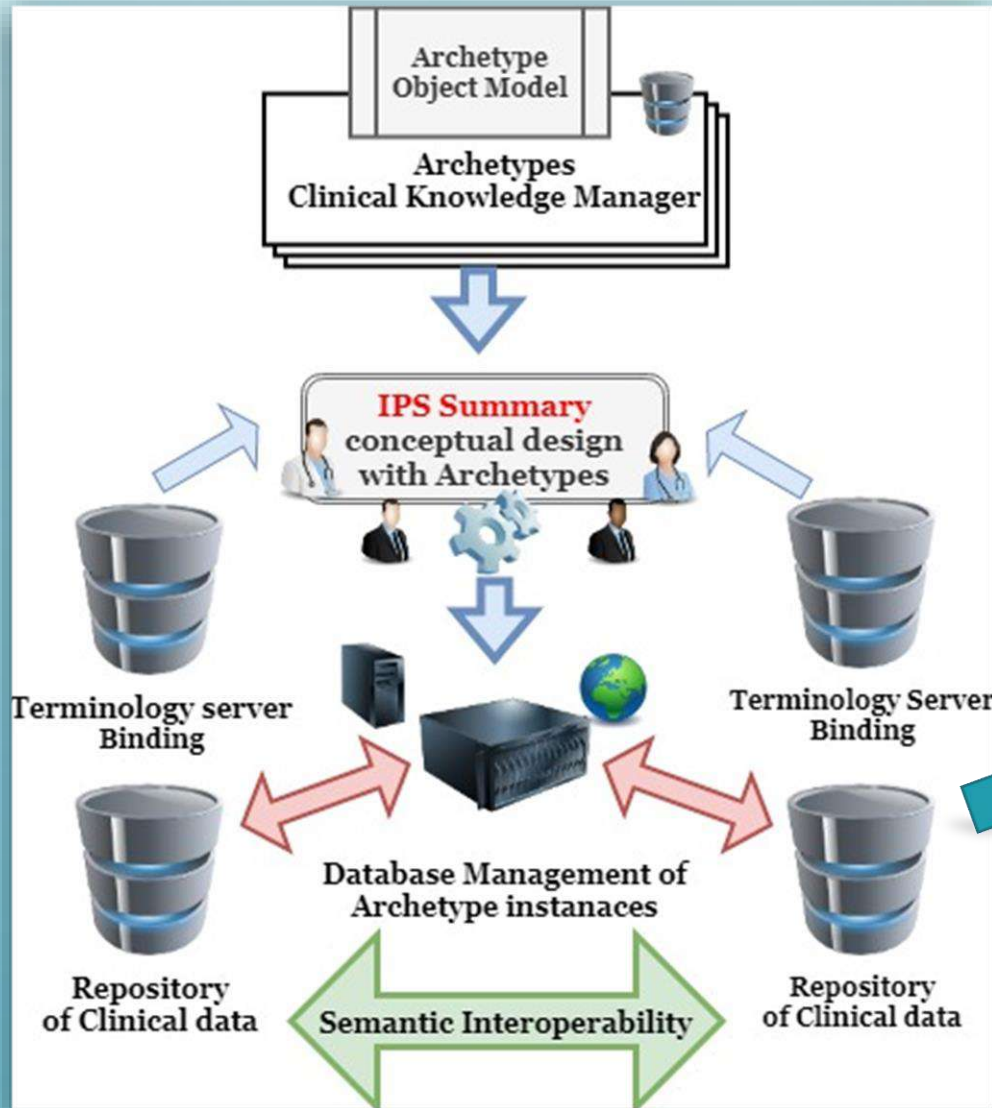 Archetype
Object Model
Archetypes
Clinical Knowledge Manager
IPS Summary
conceptual design
with Archetypes
Terminology server
Binding
Terminology Server
Binding
Database Management of
Archetype instanaces
Repository
of Clinical data
Repository
of Clinical data
Semantic Interoperability